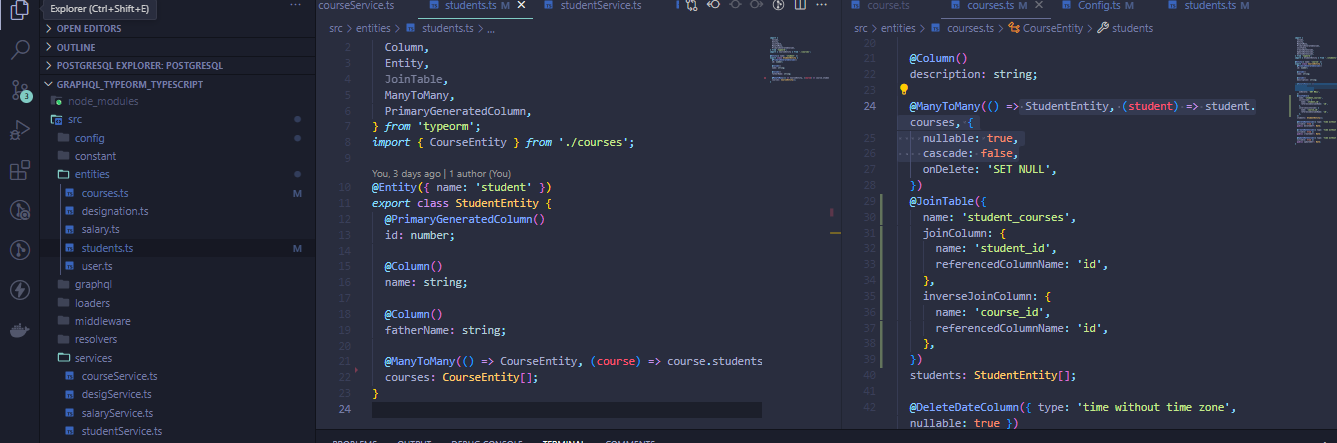 Explorer (Ctrl+Shift+E)
OPEN EDITORS
OUTLINE
POSTGRESQL EXPLORER: POSTGRESQL
GRAPHQL_TYPEORM_TYPESCRIPT
node_modules
src
config
constant
entities
courses.ts M
designation.ts
salary.ts
students.ts M
user.ts
graphql
loaders
middleware
resolvers
services
courseService.ts
desigService.ts
salaryService.ts
studentService.ts
3
courseService.ts students.ts M studentService.ts
src > entities > students.ts > ...
2 Column,
3 Entity,
4 JoinTable,
5 ManyToMany,
6 PrimaryGeneratedColumn,
7 } from 'typeorm';
8 import { CourseEntity } from './courses';
9
You, 3 days ago | 1 author (You)
10 @Entity({ name: 'student' })
11 export class StudentEntity {
12 @PrimaryGeneratedColumn()
13 id: number;
14
15 @Column()
16 name: string;
17
18 @Column()
19 fatherName: string;
20
21 @ManyToMany(() => CourseEntity, (course) => course.students
22 courses: CourseEntity[];
23 }
24
course.ts courses.ts M Config.ts students.ts M
src > entities > courses.ts > CourseEntity > students
20
21 @Column()
22 description: string;
23
24 @ManyToMany(() => StudentEntity, (student) => student.
courses, {
25 nullable: true,
26 cascade: false,
27 onDelete: 'SET NULL',
28 })
29 @JoinTable({
30 name: 'student_courses',
31 joinColumn: {
32 name: 'student_id',
33 referencedColumnName: 'id',
34 },
35 inverseJoinColumn: {
36 name: 'course_id',
37 referencedColumnName: 'id',
38 },
39 })
40 students: StudentEntity[];
41
42 @DeleteDateColumn({ type: 'time without time zone',
nullable: true })
PROBLEMS OUTPUT DEBUG CONSOLE TERMINAL COMMENTS